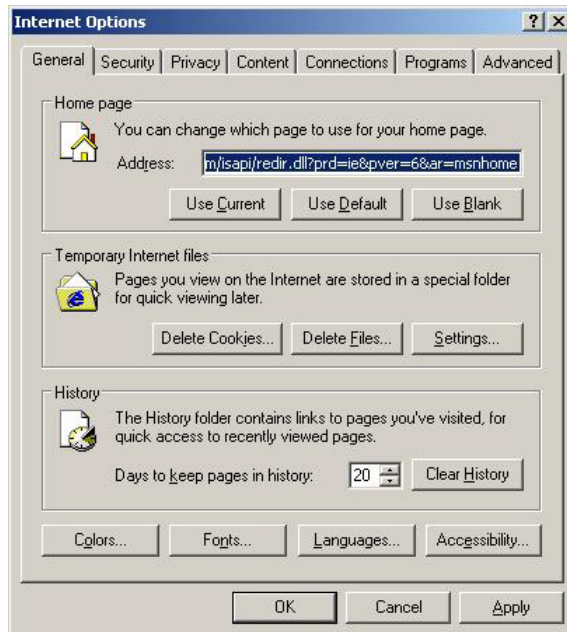 Internet Options
General Security Privacy Content Connections Programs Advanced
Home page
You can change which page to use for your home page.
Address: m/isapi/redir.dll?prd=ie&pver=6&ar=msnhome
Use Current Use Default Use Blank
Temporary Internet files
Pages you view on the Internet are stored in a special folder
for quick viewing later.
Delete Cookies... Delete Files... Settings...
History
The History folder contains links to pages you've visited, for
quick access to recently viewed pages.
Days to keep pages in history: 20 Clear History
Colors... Fonts... Languages... Accessibility...
OK Cancel Apply